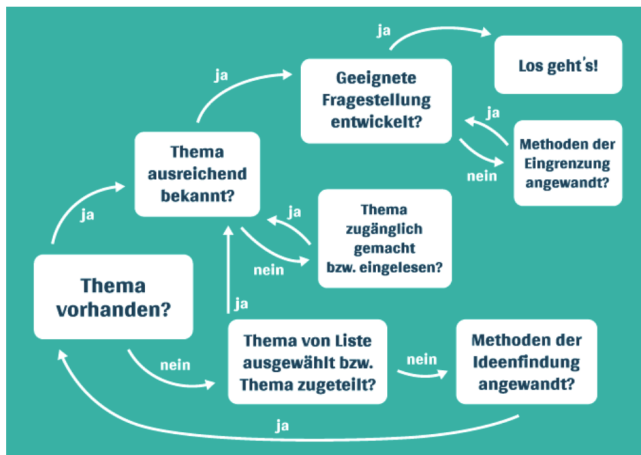 ja
Los geht's!
ja
Geeignete
Fragestellung
entwickelt?
ja
nein
Methoden der
Eingrenzung
angewandt?
Thema
ausreichend
bekannt?
ja
nein
ja
Thema
zugänglich
gemacht
bzw. eingelesen?
Thema
vorhanden?
ja
nein
Thema von Liste
ausgewählt bzw.
Thema zugeteilt?
nein
Methoden der
Ideenfindung
angewandt?
ja